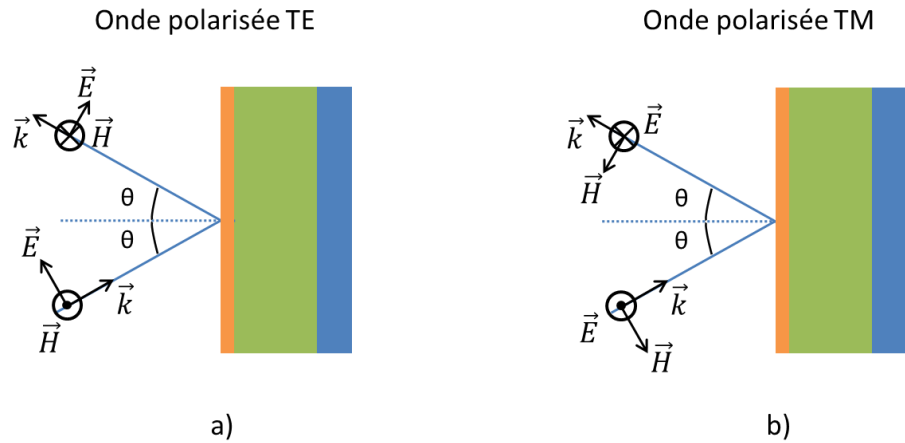 Onde polarisée TE
Onde polarisée TM
E
k
H
θ
θ
E
k
H
a)
E
k
H
θ
θ
E
k
H
b)